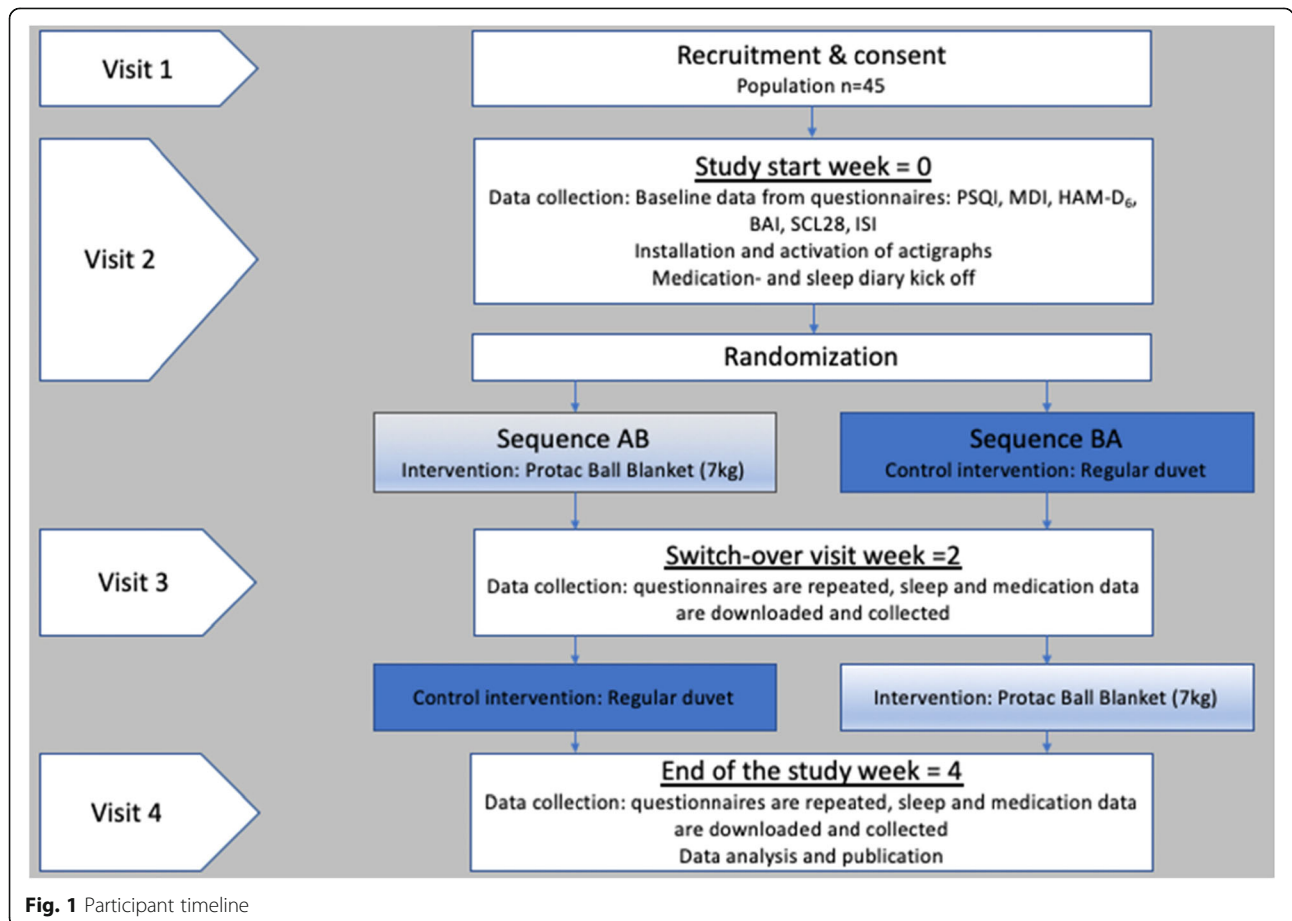 Visit 1
Recruitment & consent
Population n=45
Visit 2
Study start week = 0
Data collection: Baseline data from questionnaires: PSQI, MDI, HAM-D₆,
BAI, SCL28, ISI
Installation and activation of actigraphs
Medication- and sleep diary kick off
Randomization
Sequence AB
Intervention: Protac Ball Blanket (7kg)
Sequence BA
Control intervention: Regular duvet
Visit 3
Switch-over visit week =2
Data collection: questionnaires are repeated, sleep and medication data
are downloaded and collected
Control intervention: Regular duvet
Intervention: Protac Ball Blanket (7kg)
Visit 4
End of the study week = 4
Data collection: questionnaires are repeated, sleep and medication data
are downloaded and collected
Data analysis and publication
Fig. 1 Participant timeline